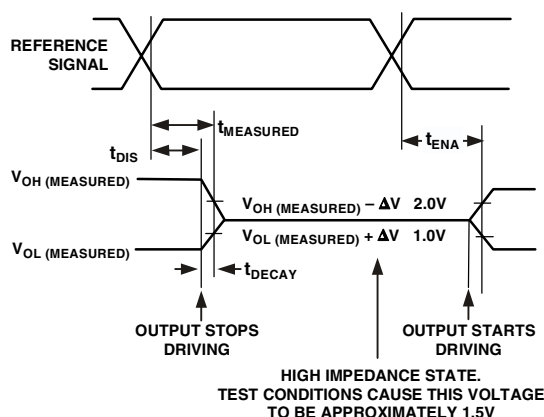 REFERENCE
SIGNAL
tMEASURED
tDIS
tENA
VOH (MEASURED)
VOH (MEASURED) – ΔV 2.0V
VOL (MEASURED) + ΔV 1.0V
VOL (MEASURED)
tDECAY
OUTPUT STOPS
DRIVING
OUTPUT STARTS
DRIVING
HIGH IMPEDANCE STATE.
TEST CONDITIONS CAUSE THIS VOLTAGE
TO BE APPROXIMATELY 1.5V